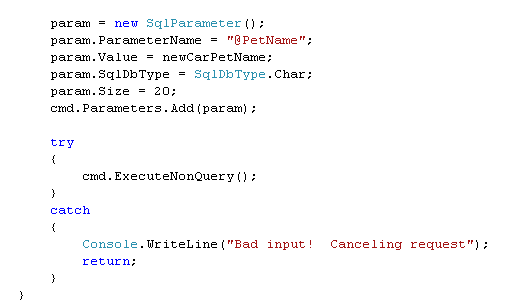 param = new SqlParameter();
param.ParameterName = "@PetName";
param.Value = newCarPetName;
param.SqlDbType = SqlDbType.Char;
param.Size = 20;
cmd.Parameters.Add(param);
try
{
cmd.ExecuteNonQuery();
}
catch
{
Console.WriteLine("Bad input!  Canceling request");
return;
}
}